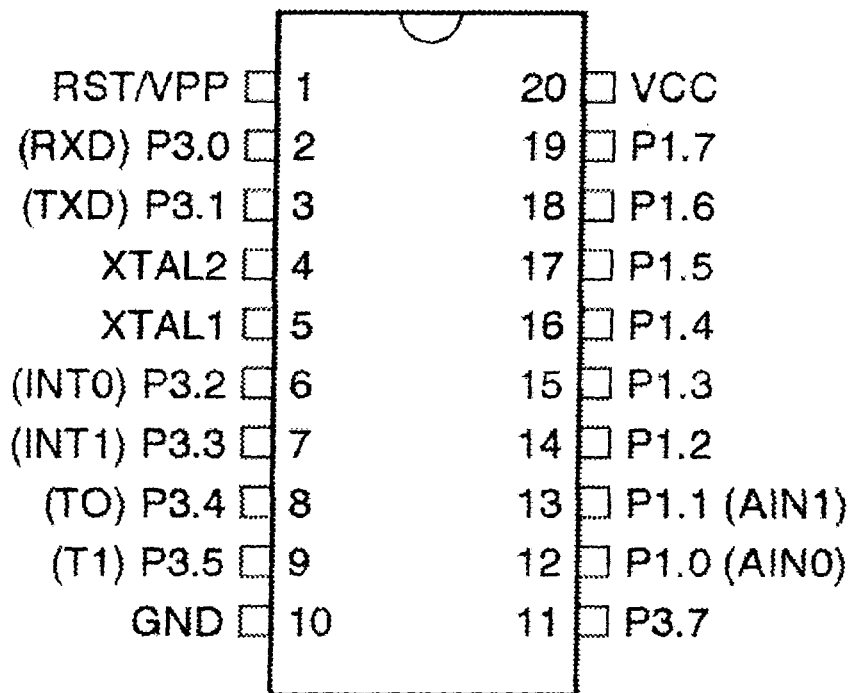 RST/VPP 1 20 VCC
(RXD) P3.0 2 19 P1.7
(TXD) P3.1 3 18 P1.6
XTAL2 4 17 P1.5
XTAL1 5 16 P1.4
(INT0) P3.2 6 15 P1.3
(INT1) P3.3 7 14 P1.2
(TO) P3.4 8 13 P1.1 (AIN1)
(T1) P3.5 9 12 P1.0 (AIN0)
GND 10 11 P3.7